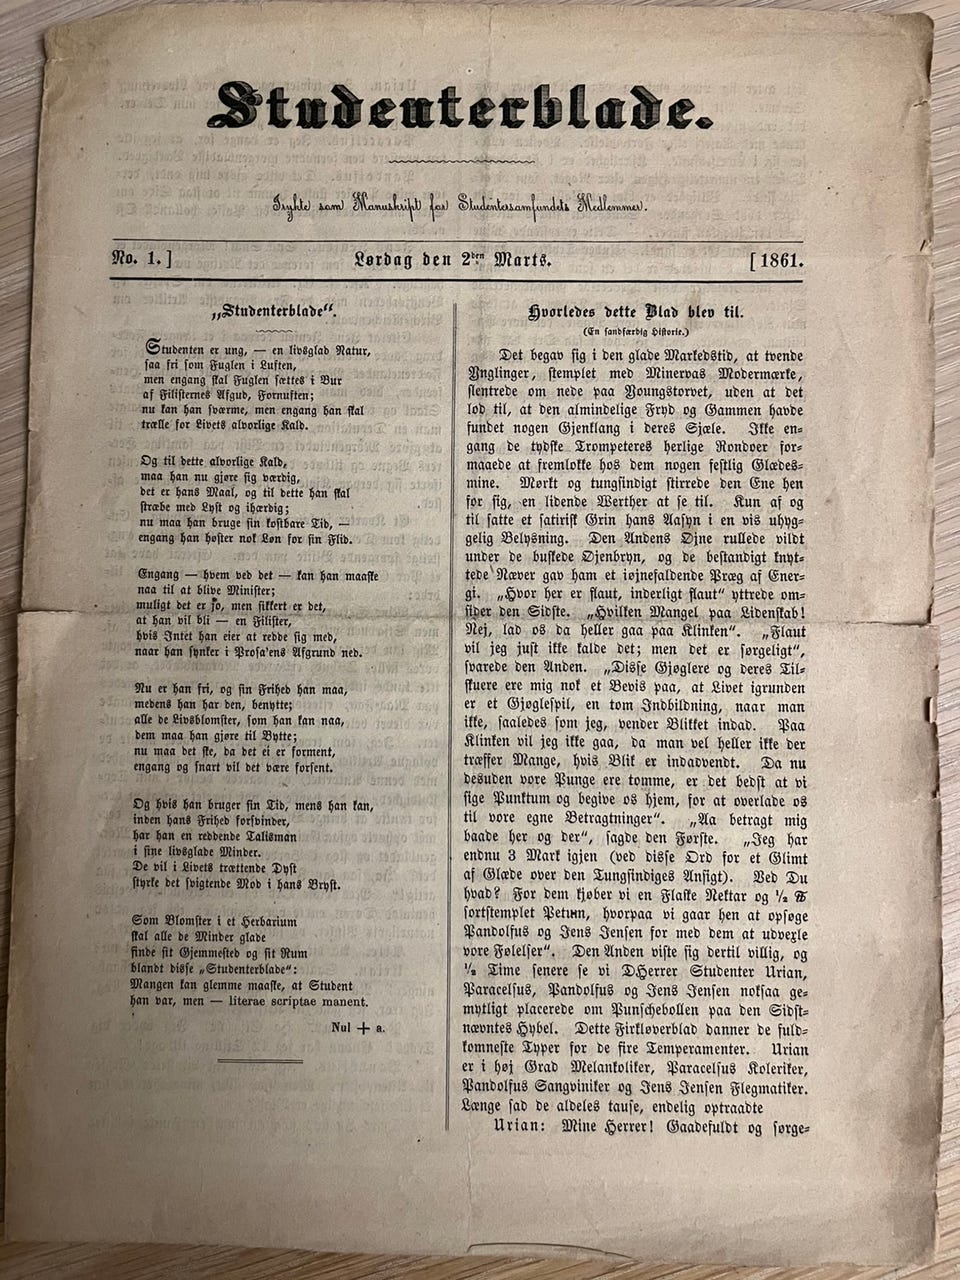 Studenterblade.
Trykte som Manuskript for Studentersamfundets Medlemmer.
No. 1.]
Lørdag den 2den Marts.
[1861.
„Studenterblade“.
Studenten er ung, — en livsglad Natur,
saa fri som Fuglen i Luften,
men engang skal Fuglen sættes i Bur
af Filisternes Afgud, Fornuften;
nu kan han sværme, men engang han skal
trælle for Livets alvorlige Kald.
Og til dette alvorlige Kald,
maa han nu gjøre sig værdig,
det er hans Maal, og til dette han skal
stræbe med Lyst og ihærdig;
nu maa han bruge sin kostbare Tid, —
engang han høster nok Løn for sin Flid.
Engang — hvem ved det — kan han maaske
naa til at blive Minister;
muligt det er jo, men sikkert er det,
at han vil bli — en Filister,
hvis Intet han eier at redde sig med,
naar han synker i Prosa'ens Afgrund ned.
Nu er han fri, og sin Frihed han maa,
medens han har den, benytte;
alle de Livsblomster, som han kan naa,
dem maa han gjøre til Bytte;
nu maa det ske, da det ei er forment,
engang og snart vil det være forsent.
Og hvis han bruger sin Tid, mens han kan,
inden hans Frihed forsvinder,
har han en reddende Talisman
i sine livsglade Minder.
De vil i Livets trættende Dyst
styrke det svigtende Mod i hans Bryst.
Som Blomster i et Herbarium
skal alle de Minder glade
finde sit Gjemmested og sit Rum
blandt disse „Studenterblade“:
Mangen kan glemme maaske, at Student
han var, men — literae scriptae manent.
Nul + a.
Hvorledes dette Blad blev til.
(En sandfærdig Historie.)
Det begav sig i den glade Markedstid, at tvende
Ynglinger, stemplet med Minervas Modermærke,
slentrede om nede paa Youngstorvet, uden at det
lod til, at den almindelige Fryd og Gammen havde
fundet nogen Gjenklang i deres Sjæle. Ikke en-
gang de tydske Trompeteres herlige Rondoer for-
maaede at fremlokke hos dem nogen festlig Glædes-
mine. Mørkt og tungsindigt stirrede den Ene hen
for sig, en lidende Werther at se til. Kun af og
til satte et satirisk Grin hans Aasyn i en vis uhyg-
gelig Belysning. Den Andens Øjne rullede vildt
under de buskede Øjenbryn, og de bestandigt knyt-
tede Næver gav ham et iøjnefaldende Præg af Ener-
gi. „Hvor her er flaut, inderligt flaut“ yttrede om-
sider den Sidste. „Hvilken Mangel paa Lidenskab!
Nej, lad os da heller gaa paa Klinken“. „Flaut
vil jeg just ikke kalde det; men det er sørgeligt“,
svarede den Anden. „Disse Gjøglere og deres Til-
skuere ere mig nok et Bevis paa, at Livet igrunden
er et Gjøglespil, en tom Indbildning, naar man
ikke, saaledes som jeg, vender Blikket indad. Paa
Klinken vil jeg ikke gaa, da man vel heller ikke der
træffer Mange, hvis Blik er indadvendt. Da nu
desuden vore Punge ere tomme, er det bedst at vi
sige Punktum og begive os hjem, for at overlade os
til vore egne Betragtninger“. „Aa betragt mig
baade her og der“, sagde den Første. „Jeg har
endnu 3 Mark igjen (ved disse Ord for et Glimt
af Glæde over den Tungsindiges Ansigt). Ved Du
hvad? For dem kjøber vi en Flaske Nektar og ½ ℔
sortstemplet Petum, hvorpaa vi gaar hen at opsøge
Pandolfus og Jens Jensen for med dem at udvexle
vore Følelser“. Den Anden viste sig dertil villig, og
½ Time senere se vi DHerrer Studenter Urian,
Paracelsus, Pandolfus og Jens Jensen noksaa ge-
mytligt placerede om Punschebollen paa den Sidst-
nævntes Hybel. Dette Firkløverblad danner de fuld-
komneste Typer for de fire Temperamenter. Urian
er i høj Grad Melankoliker, Paracelsus Koleriker,
Pandolfus Sangviniker og Jens Jensen Flegmatiker.
Længe sad de aldeles tause, endelig optraadte
Urian: Mine Herrer! Gaadefuldt og sørge-